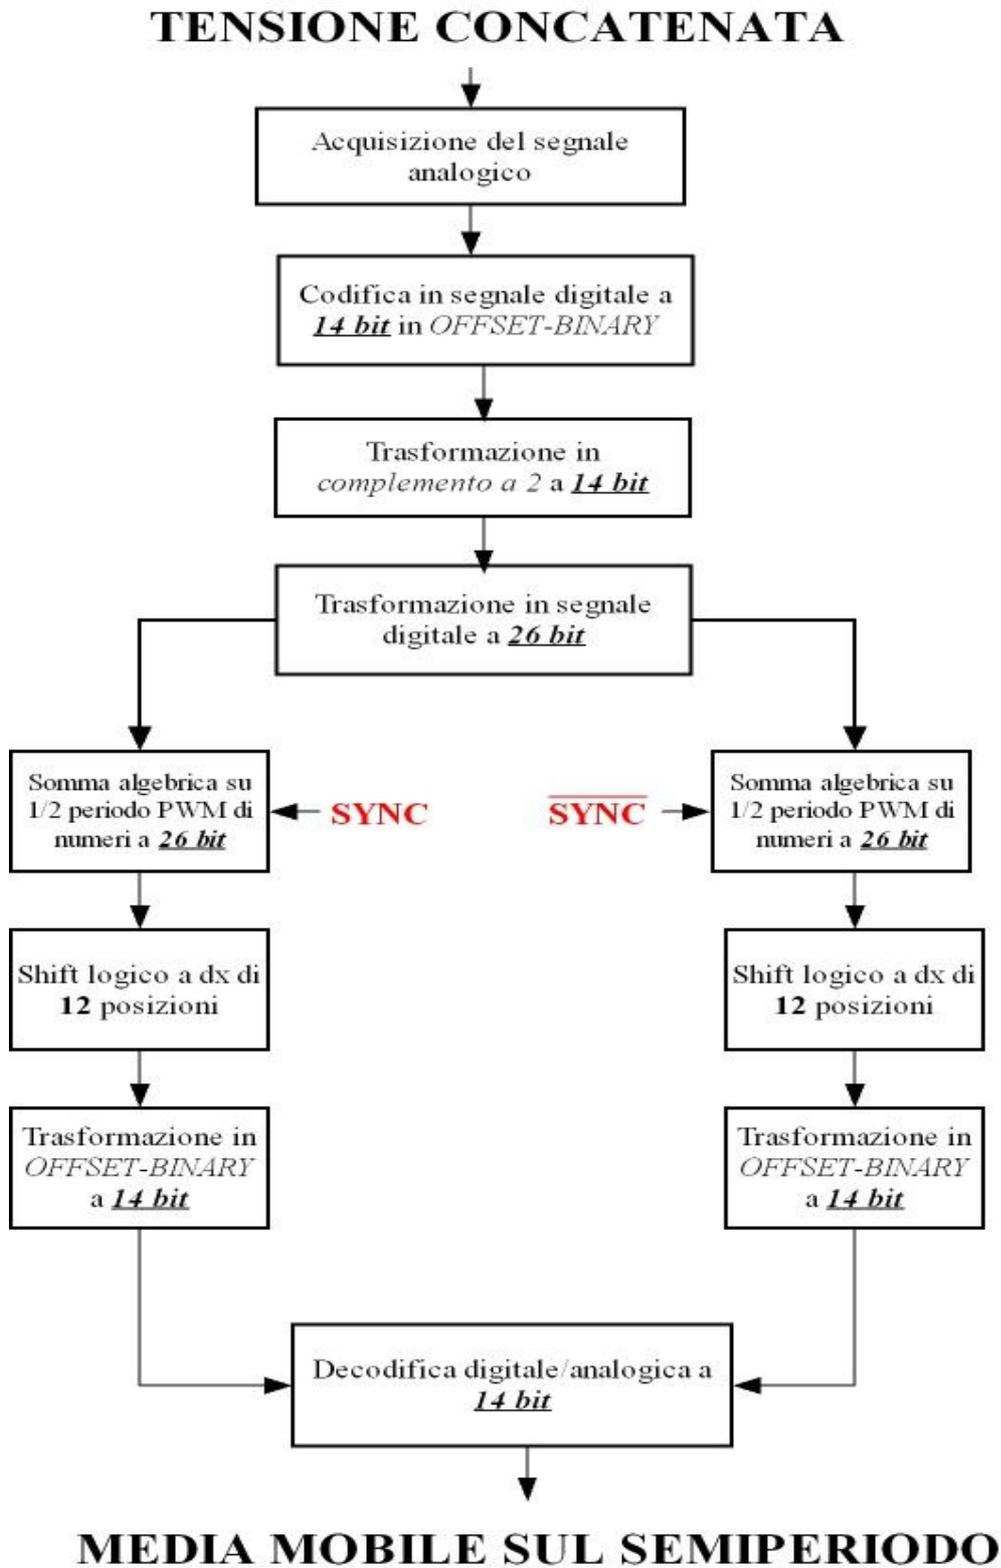 TENSIONE CONCATENATA
Acquisizione del segnale
analogico
Codifica in segnale digitale a
14 bit in OFFSET-BINARY
Trasformazione in
complemento a 2 a 14 bit
Trasformazione in segnale
digitale a 26 bit
Somma algebrica su
1/2 periodo PWM di
numeri a 26 bit
SYNC
SYNC
Somma algebrica su
1/2 periodo PWM di
numeri a 26 bit
Shift logico a dx di
12 posizioni
Shift logico a dx di
12 posizioni
Trasformazione in
OFFSET-BINARY
a 14 bit
Trasformazione in
OFFSET-BINARY
a 14 bit
Decodifica digitale/analogica a
14 bit
MEDIA MOBILE SUL SEMIPERIODO